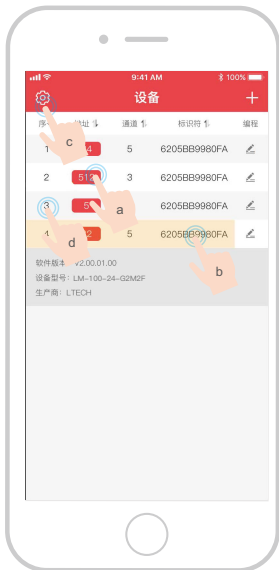 9:41 AM 100%
设备 +
序 地址 通道 标识符 编程
1 4 5 6205BB9980FA
c
2 512 3 6205BB9980FA
a
3 5 6205BB9980FA
d
4 2 5 6205BB9980FA
b
软件版本 V2.00.01.00
设备型号: LM-100-24-G2M2F
生产商: LTECH